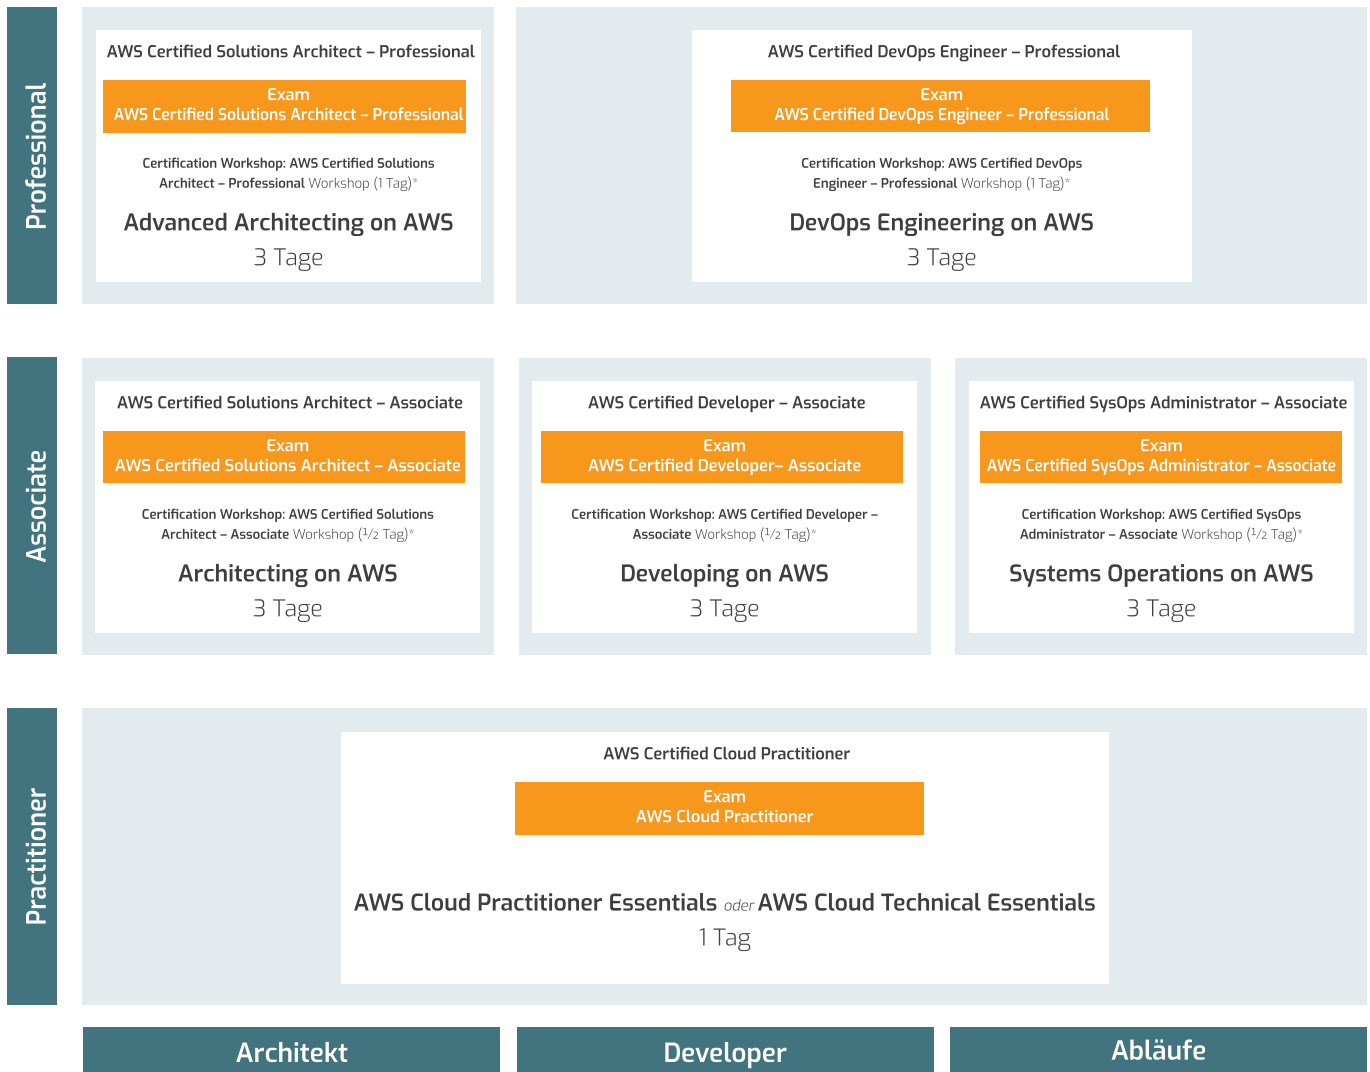 Professional
AWS Certified Solutions Architect – Professional
Exam
AWS Certified Solutions Architect – Professional
Certification Workshop: AWS Certified Solutions
Architect – Professional Workshop (1 Tag)*
Advanced Architecting on AWS
3 Tage
AWS Certified DevOps Engineer – Professional
Exam
AWS Certified DevOps Engineer – Professional
Certification Workshop: AWS Certified DevOps
Engineer – Professional Workshop (1 Tag)*
DevOps Engineering on AWS
3 Tage
Associate
AWS Certified Solutions Architect – Associate
Exam
AWS Certified Solutions Architect – Associate
Certification Workshop: AWS Certified Solutions
Architect – Associate Workshop (1/2 Tag)*
Architecting on AWS
3 Tage
AWS Certified Developer – Associate
Exam
AWS Certified Developer– Associate
Certification Workshop: AWS Certified Developer –
Associate Workshop (1/2 Tag)*
Developing on AWS
3 Tage
AWS Certified SysOps Administrator – Associate
Exam
AWS Certified SysOps Administrator – Associate
Certification Workshop: AWS Certified SysOps
Administrator – Associate Workshop (1/2 Tag)*
Systems Operations on AWS
3 Tage
Practitioner
AWS Certified Cloud Practitioner
Exam
AWS Cloud Practitioner
AWS Cloud Practitioner Essentials oder AWS Cloud Technical Essentials
1 Tag
Architekt
Developer
Abläufe